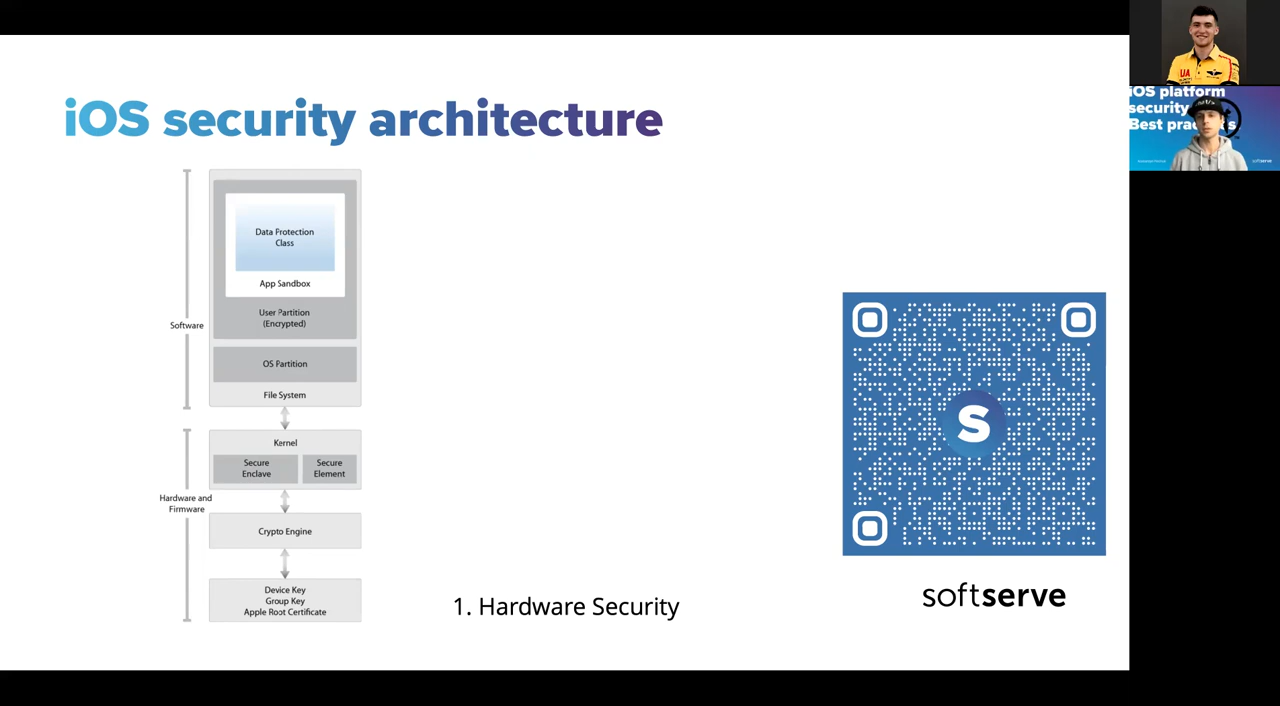 iOS security architecture
Data Protection
Class
App Sandbox
User Partition
(Encrypted)
OS Partition
File System
Software
Kernel
Secure
Enclave
Secure
Element
Hardware and
Firmware
Crypto Engine
Device Key
Group Key
Apple Root Certificate
1. Hardware Security
S
softserve
UA
iOS platform
security
Best
softserve